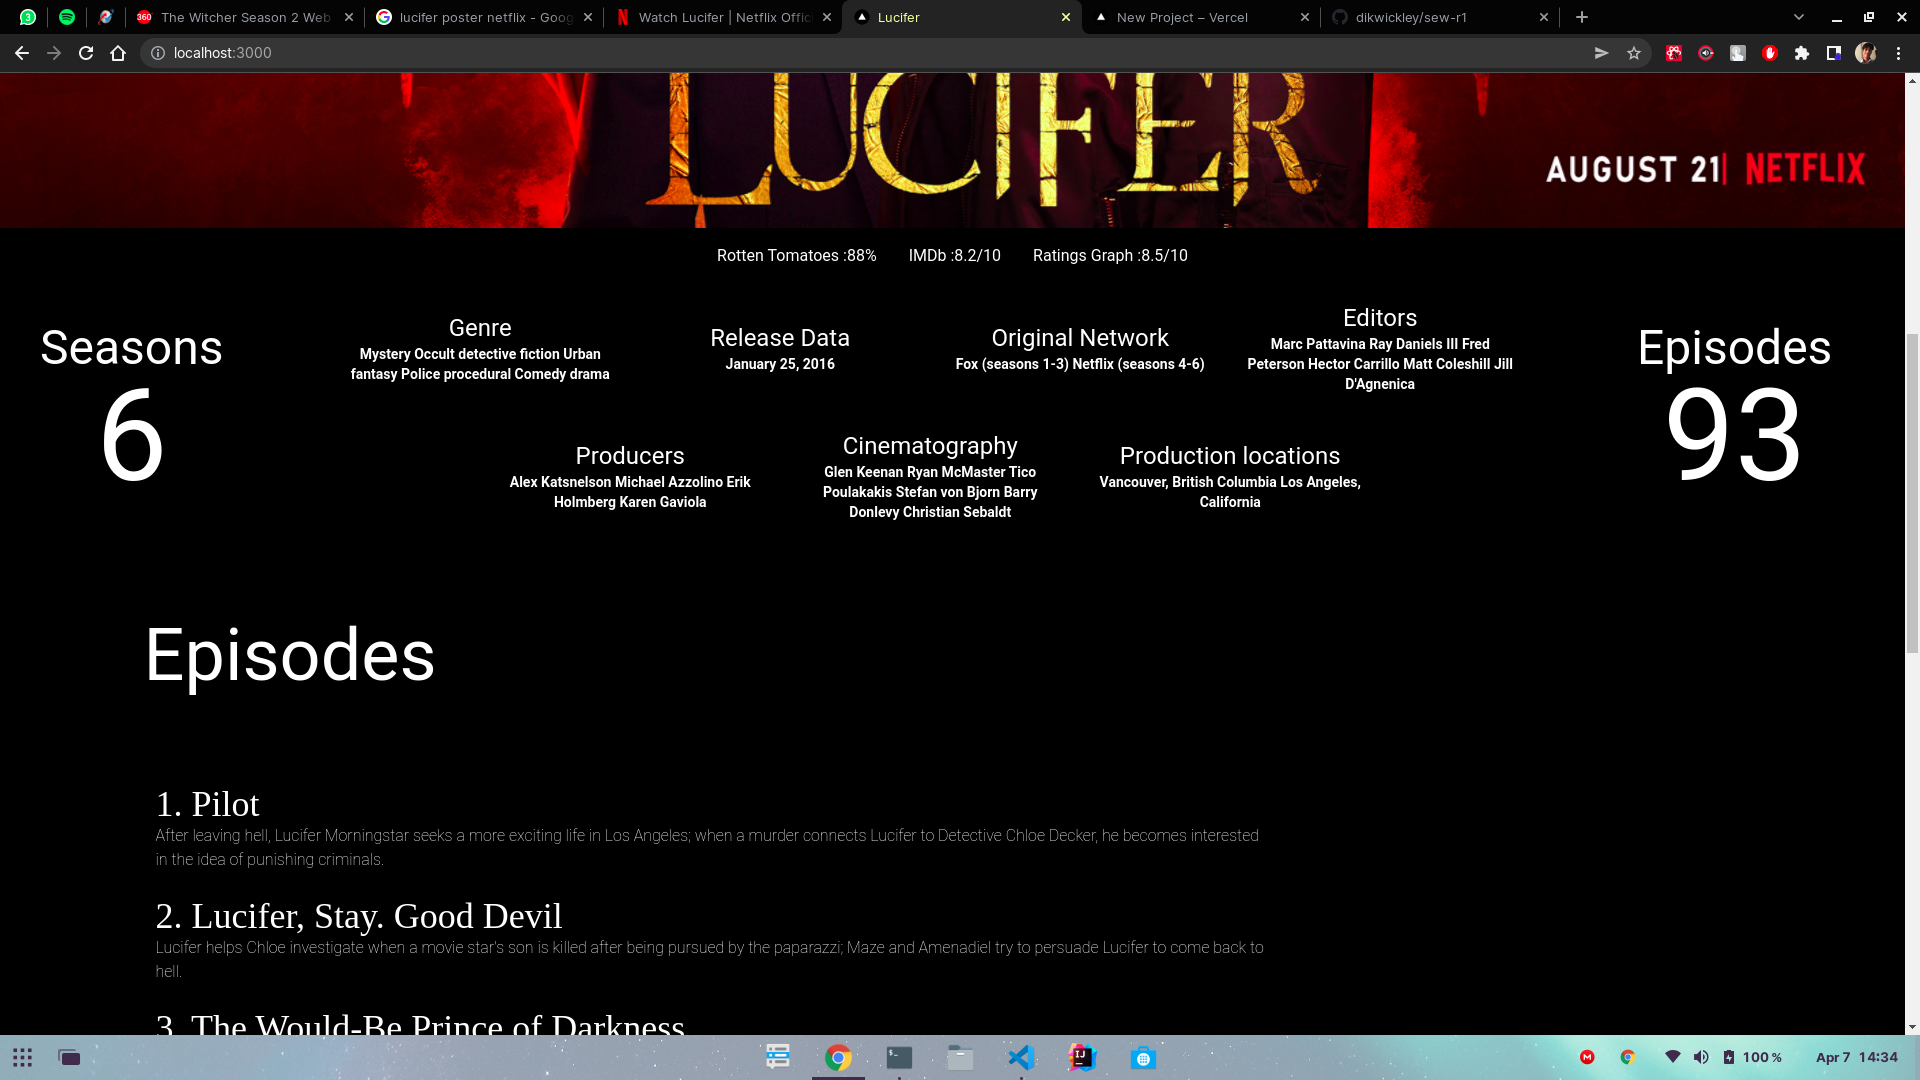 3
360
The Witcher Season 2 Web
lucifer poster netflix - Goog
Watch Lucifer | Netflix Offic
Lucifer
New Project – Vercel
dikwickley/sew-r1
localhost:3000
LUCIFER
AUGUST 21 | NETFLIX
Rotten Tomatoes :88% IMDb :8.2/10 Ratings Graph :8.5/10
Seasons
6
Genre
Mystery Occult detective fiction Urban
fantasy Police procedural Comedy drama
Release Data
January 25, 2016
Original Network
Fox (seasons 1-3) Netflix (seasons 4-6)
Editors
Marc Pattavina Ray Daniels III Fred
Peterson Hector Carrillo Matt Coleshill Jill
D'Agnenica
Episodes
93
Producers
Alex Katsnelson Michael Azzolino Erik
Holmberg Karen Gaviola
Cinematography
Glen Keenan Ryan McMaster Tico
Poulakakis Stefan von Bjorn Barry
Donlevy Christian Sebaldt
Production locations
Vancouver, British Columbia Los Angeles,
California
Episodes
1. Pilot
After leaving hell, Lucifer Morningstar seeks a more exciting life in Los Angeles; when a murder connects Lucifer to Detective Chloe Decker, he becomes interested
in the idea of punishing criminals.
2. Lucifer, Stay. Good Devil
Lucifer helps Chloe investigate when a movie star's son is killed after being pursued by the paparazzi; Maze and Amenadiel try to persuade Lucifer to come back to
hell.
3. The Would-Be Prince of Darkness
IJ
100 %
Apr 7 14:34